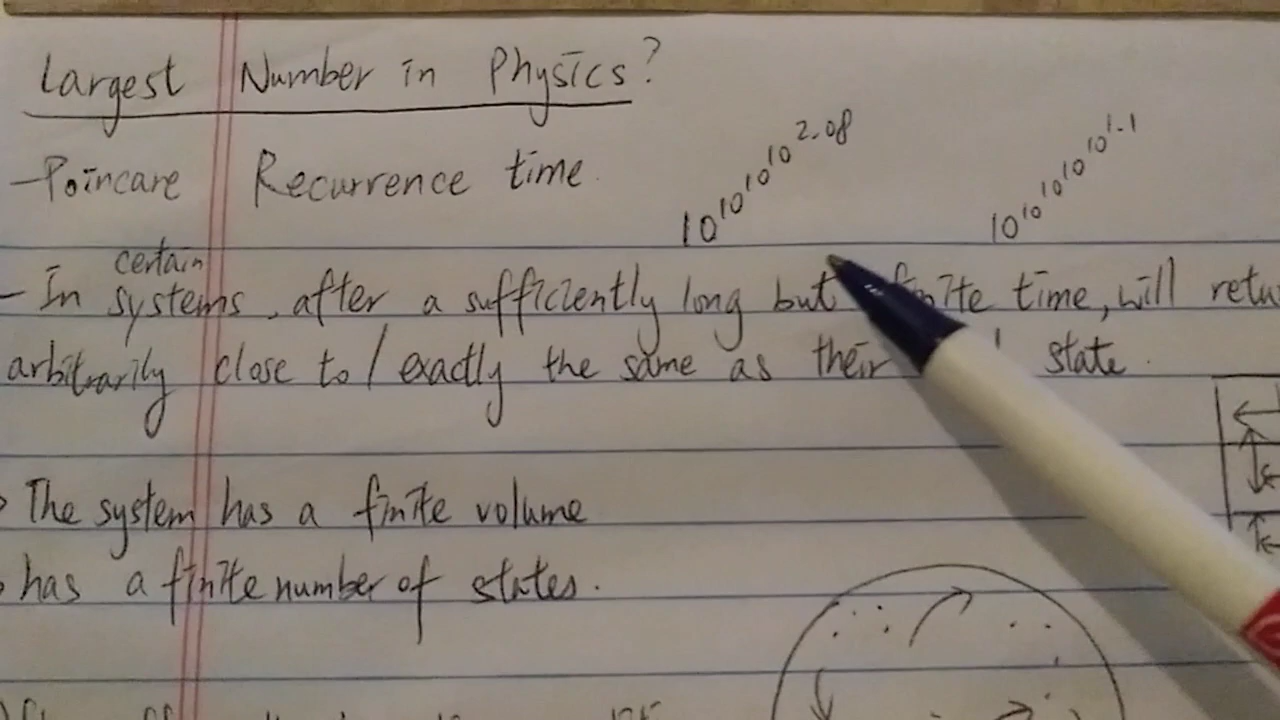 Largest Number in Physics?
-Poincare Recurrence time. 10^10^10^10^2.08 10^10^10^10^10^1.1
certain
- In systems, after a sufficiently long but finite time, will retu
arbitrarily close to / exactly the same as their state.
The system has a finite volume
has a finite number of states.